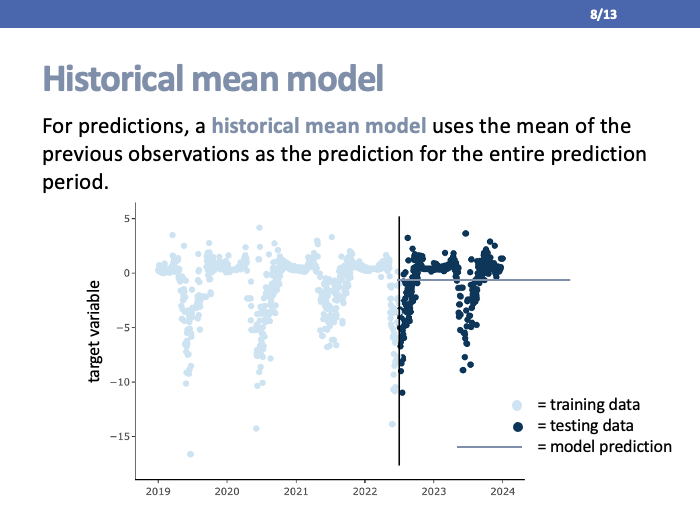 8/13
Historical mean model
For predictions, a historical mean model uses the mean of the
previous observations as the prediction for the entire prediction
period.
5
0
−5
−10
−15
target variable
2019 2020 2021 2022 2023 2024
= training data
= testing data
= model prediction